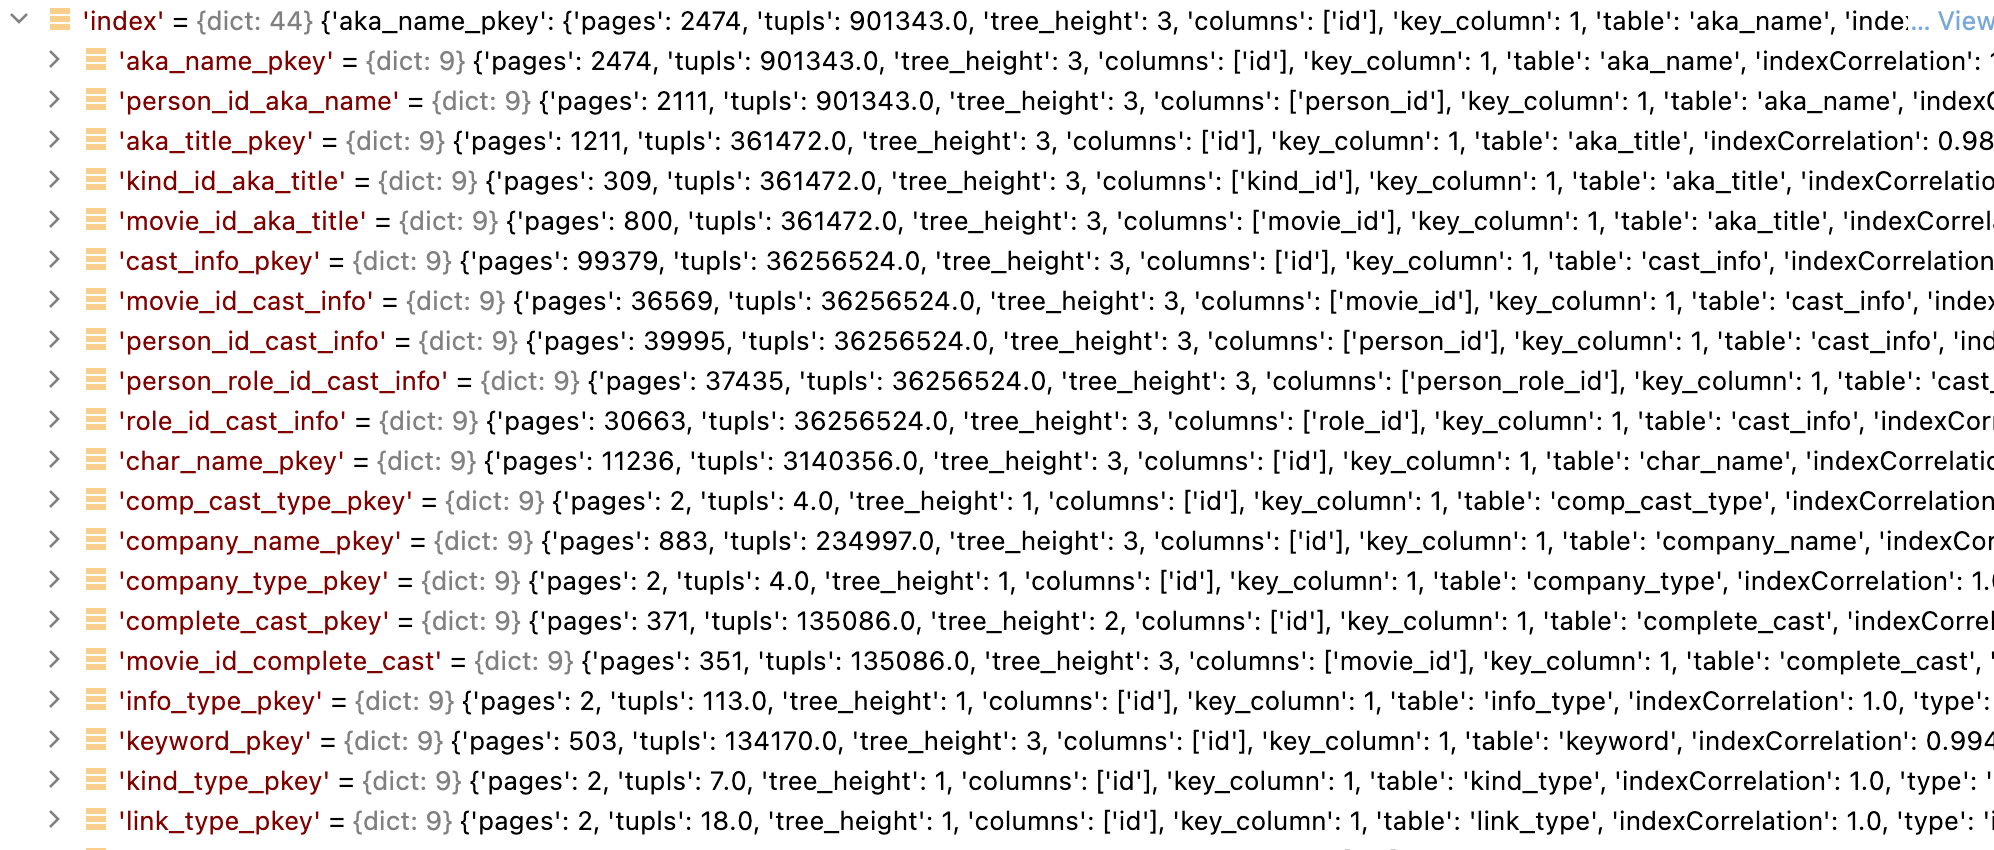 'index' = {dict: 44} {'aka_name_pkey': {'pages': 2474, 'tupls': 901343.0, 'tree_height': 3, 'columns': ['id'], 'key_column': 1, 'table': 'aka_name', 'inde:... View
'aka_name_pkey' = {dict: 9} {'pages': 2474, 'tupls': 901343.0, 'tree_height': 3, 'columns': ['id'], 'key_column': 1, 'table': 'aka_name', 'indexCorrelation': 1
'person_id_aka_name' = {dict: 9} {'pages': 2111, 'tupls': 901343.0, 'tree_height': 3, 'columns': ['person_id'], 'key_column': 1, 'table': 'aka_name', 'indexC
'aka_title_pkey' = {dict: 9} {'pages': 1211, 'tupls': 361472.0, 'tree_height': 3, 'columns': ['id'], 'key_column': 1, 'table': 'aka_title', 'indexCorrelation': 0.98
'kind_id_aka_title' = {dict: 9} {'pages': 309, 'tupls': 361472.0, 'tree_height': 3, 'columns': ['kind_id'], 'key_column': 1, 'table': 'aka_title', 'indexCorrelatio
'movie_id_aka_title' = {dict: 9} {'pages': 800, 'tupls': 361472.0, 'tree_height': 3, 'columns': ['movie_id'], 'key_column': 1, 'table': 'aka_title', 'indexCorrel
'cast_info_pkey' = {dict: 9} {'pages': 99379, 'tupls': 36256524.0, 'tree_height': 3, 'columns': ['id'], 'key_column': 1, 'table': 'cast_info', 'indexCorrelation
'movie_id_cast_info' = {dict: 9} {'pages': 36569, 'tupls': 36256524.0, 'tree_height': 3, 'columns': ['movie_id'], 'key_column': 1, 'table': 'cast_info', 'index
'person_id_cast_info' = {dict: 9} {'pages': 39995, 'tupls': 36256524.0, 'tree_height': 3, 'columns': ['person_id'], 'key_column': 1, 'table': 'cast_info', 'ind
'person_role_id_cast_info' = {dict: 9} {'pages': 37435, 'tupls': 36256524.0, 'tree_height': 3, 'columns': ['person_role_id'], 'key_column': 1, 'table': 'cast_
'role_id_cast_info' = {dict: 9} {'pages': 30663, 'tupls': 36256524.0, 'tree_height': 3, 'columns': ['role_id'], 'key_column': 1, 'table': 'cast_info', 'indexCor
'char_name_pkey' = {dict: 9} {'pages': 11236, 'tupls': 3140356.0, 'tree_height': 3, 'columns': ['id'], 'key_column': 1, 'table': 'char_name', 'indexCorrelatio
'comp_cast_type_pkey' = {dict: 9} {'pages': 2, 'tupls': 4.0, 'tree_height': 1, 'columns': ['id'], 'key_column': 1, 'table': 'comp_cast_type', 'indexCorrelation
'company_name_pkey' = {dict: 9} {'pages': 883, 'tupls': 234997.0, 'tree_height': 3, 'columns': ['id'], 'key_column': 1, 'table': 'company_name', 'indexCor
'company_type_pkey' = {dict: 9} {'pages': 2, 'tupls': 4.0, 'tree_height': 1, 'columns': ['id'], 'key_column': 1, 'table': 'company_type', 'indexCorrelation': 1.0
'complete_cast_pkey' = {dict: 9} {'pages': 371, 'tupls': 135086.0, 'tree_height': 2, 'columns': ['id'], 'key_column': 1, 'table': 'complete_cast', 'indexCorrel
'movie_id_complete_cast' = {dict: 9} {'pages': 351, 'tupls': 135086.0, 'tree_height': 3, 'columns': ['movie_id'], 'key_column': 1, 'table': 'complete_cast', '
'info_type_pkey' = {dict: 9} {'pages': 2, 'tupls': 113.0, 'tree_height': 1, 'columns': ['id'], 'key_column': 1, 'table': 'info_type', 'indexCorrelation': 1.0, 'type':
'keyword_pkey' = {dict: 9} {'pages': 503, 'tupls': 134170.0, 'tree_height': 3, 'columns': ['id'], 'key_column': 1, 'table': 'keyword', 'indexCorrelation': 0.994
'kind_type_pkey' = {dict: 9} {'pages': 2, 'tupls': 7.0, 'tree_height': 1, 'columns': ['id'], 'key_column': 1, 'table': 'kind_type', 'indexCorrelation': 1.0, 'type': '
'link_type_pkey' = {dict: 9} {'pages': 2, 'tupls': 18.0, 'tree_height': 1, 'columns': ['id'], 'key_column': 1, 'table': 'link_type', 'indexCorrelation': 1.0, 'type': 'i